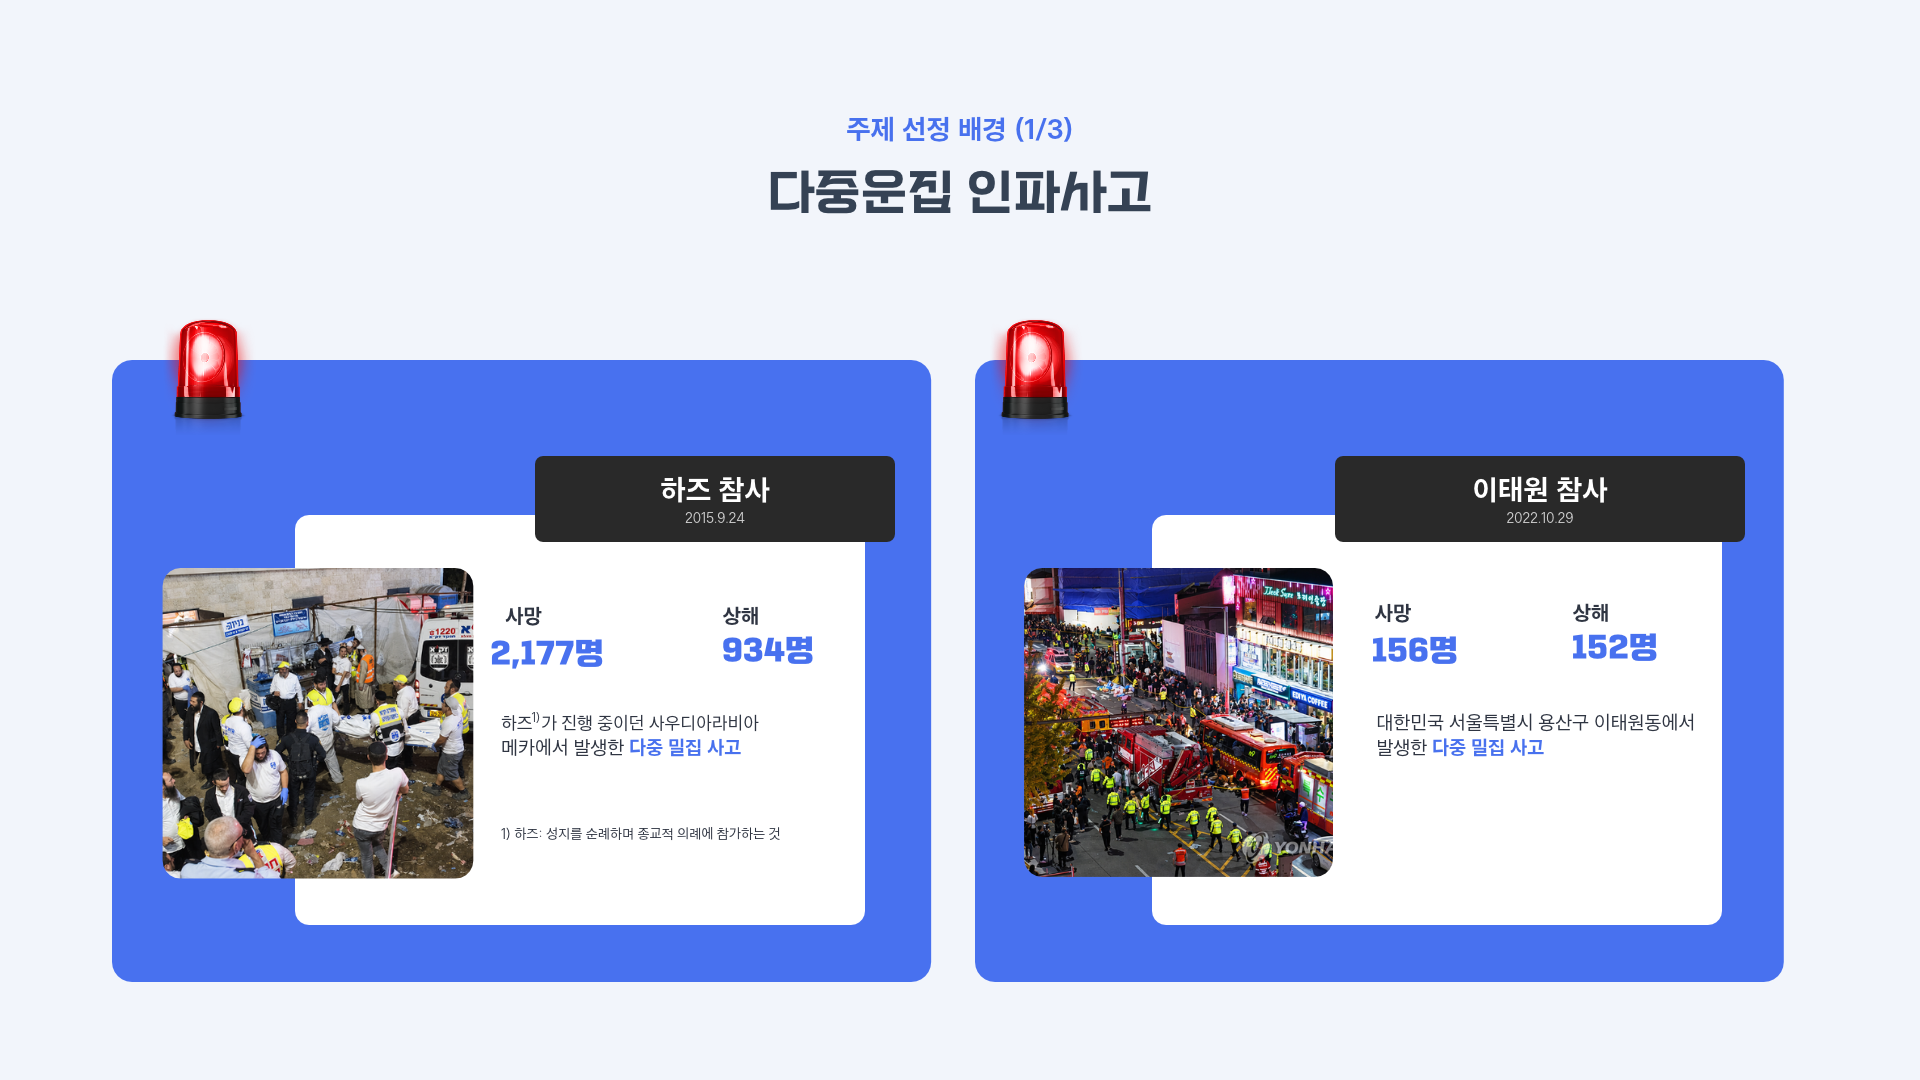 주제 선정 배경 (1/3)
다중운집 인파사고
하즈 참사
2015.9.24
사망
2,177명
상해
934명
하즈1)가 진행 중이던 사우디아라비아
메카에서 발생한 다중 밀집 사고
1) 하즈: 성지를 순례하며 종교적 의례에 참가하는 것
이태원 참사
2022.10.29
사망
156명
상해
152명
대한민국 서울특별시 용산구 이태원동에서
발생한 다중 밀집 사고
1220
EDIYA COFFEE
YONHA